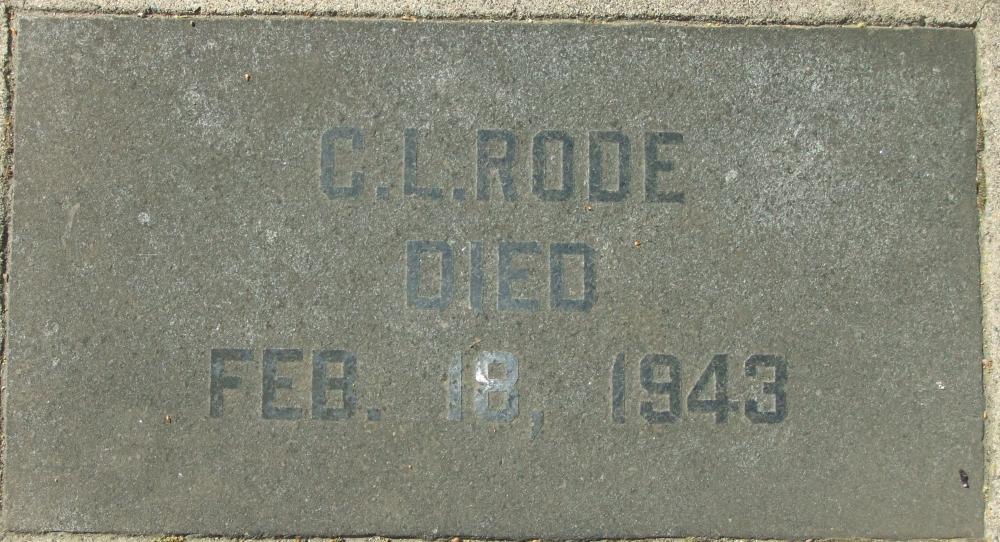 C.L.RODE
DIED
FEB. 18, 1943